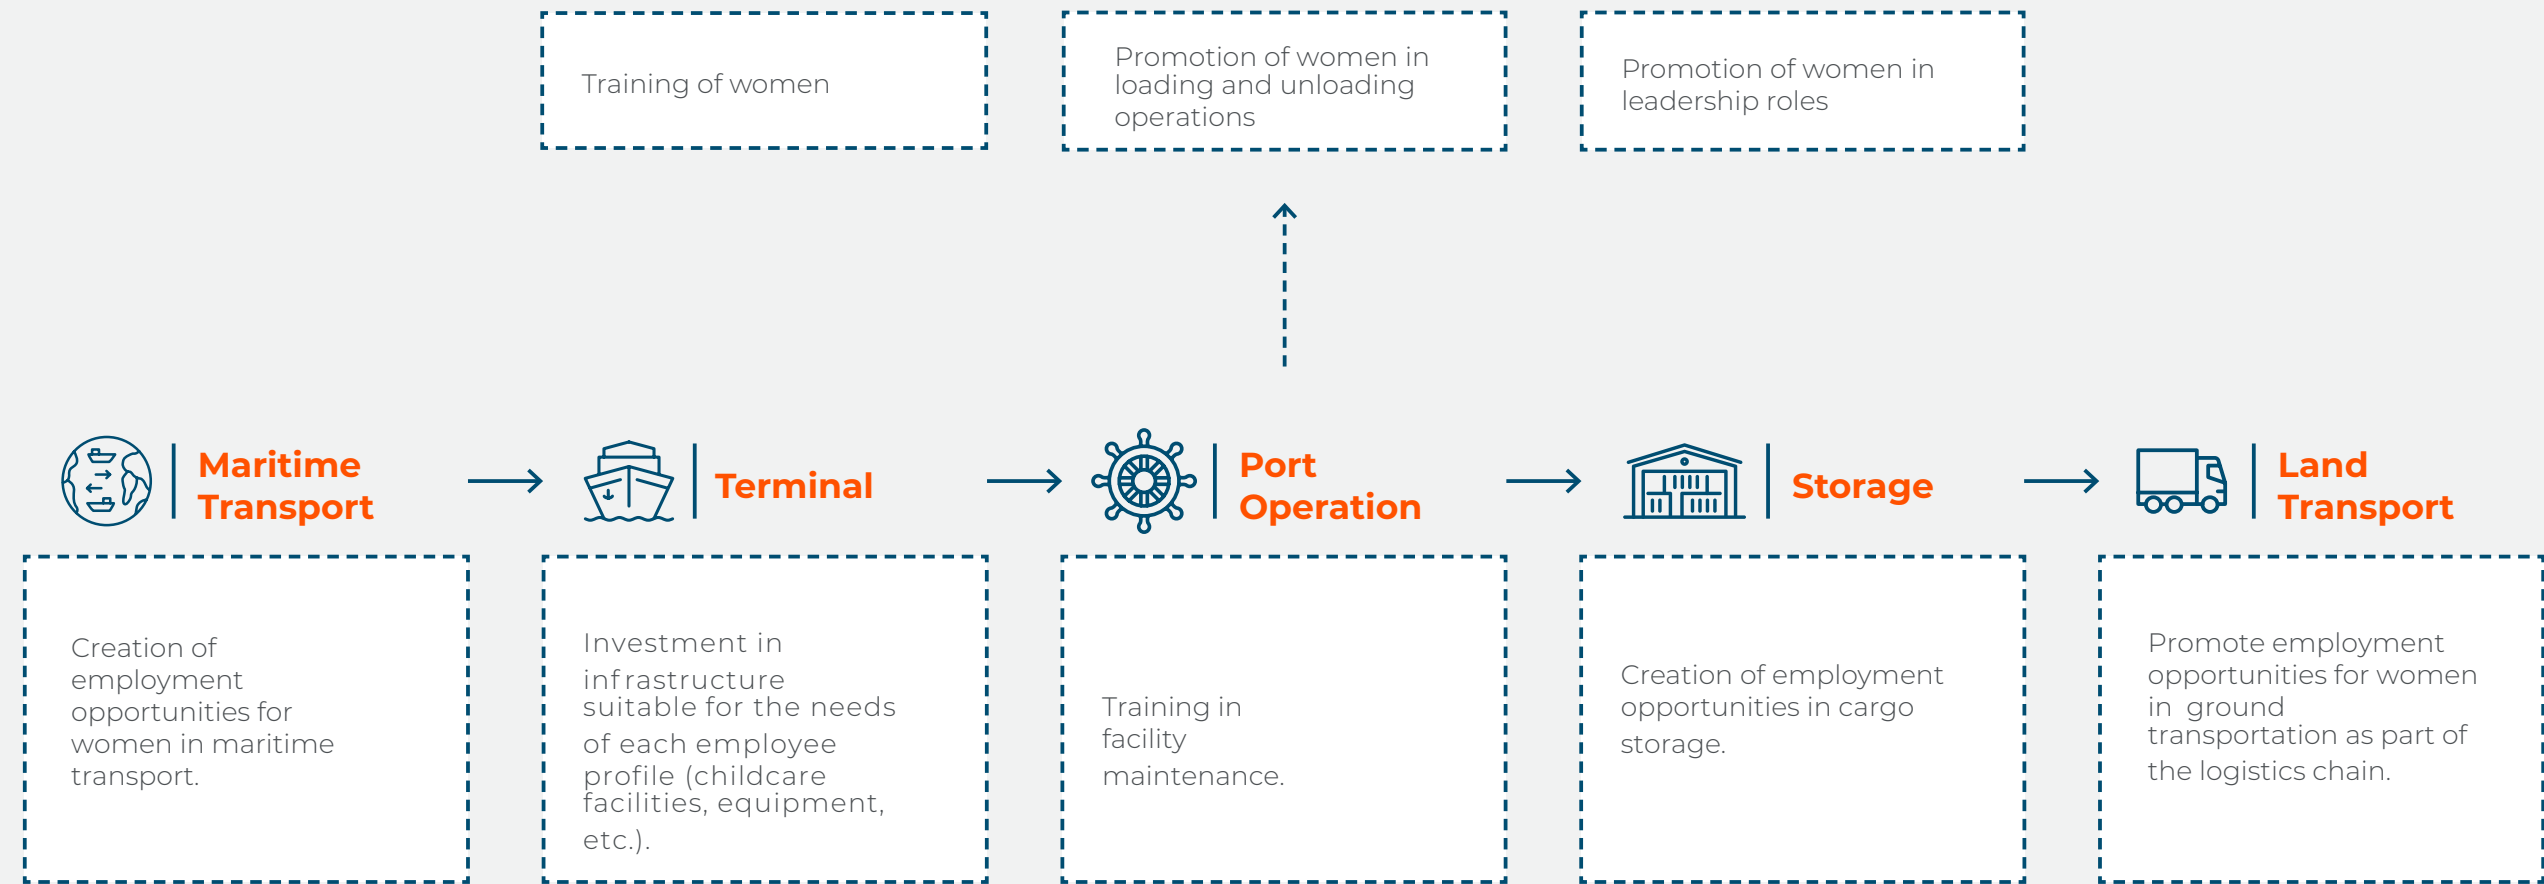 Training of women
Promotion of women in
loading and unloading
operations
Promotion of women in
leadership roles
Maritime
Transport
Terminal
Port
Operation
Storage
Land
Transport
Creation of
employment
opportunities for
women in maritime
transport.
Investment in
infrastructure
suitable for the needs
of each employee
profile (childcare
facilities, equipment,
etc.).
Training in
facility
maintenance.
Creation of employment
opportunities in cargo
storage.
Promote employment
opportunities for women
in ground
transportation as part of
the logistics chain.